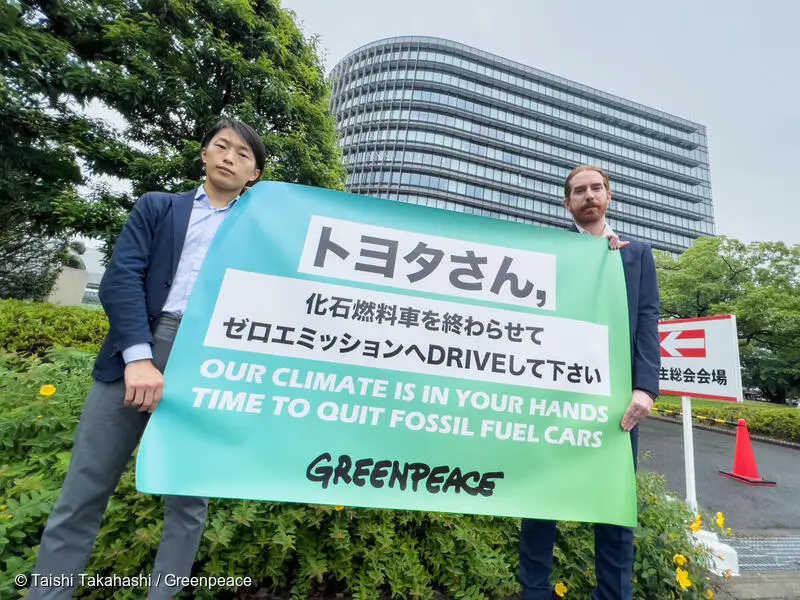 トヨタさん,
化石燃料車を終わらせて
ゼロエミッションへDRIVEして下さい
OUR CLIMATE IS IN YOUR HANDS
TIME TO QUIT FOSSIL FUEL CARS
GREENPEACE
主総会会場
© Taishi Takahashi / Greenpeace